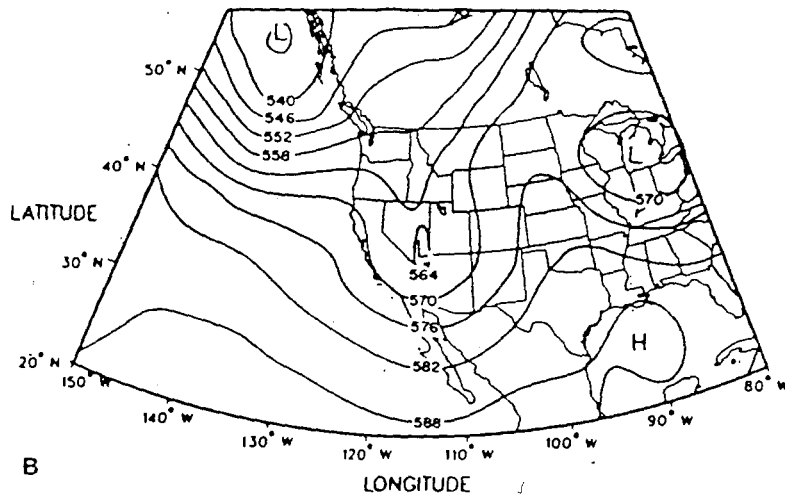 L
50° N
540
546
552
558
40° N
L
570
LATITUDE
30° N
L
564
570
576
H
20° N
582
150° W
588
80° W
140° W
90° W
130° W
100° W
120° W
110° W
B
LONGITUDE